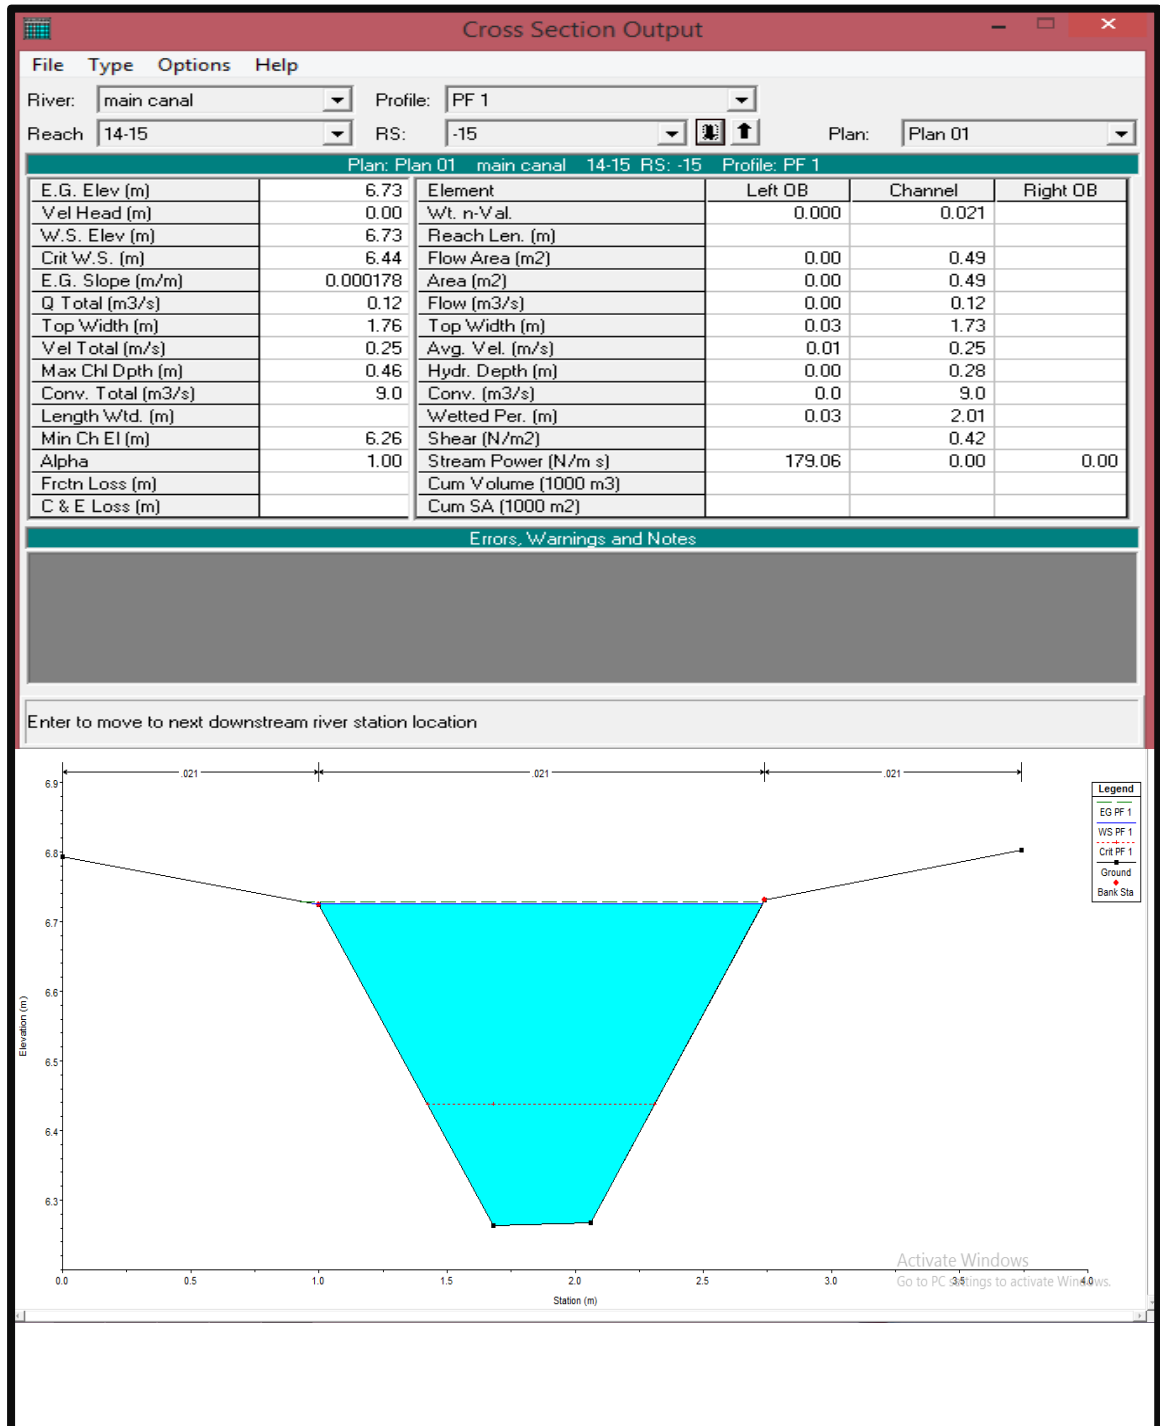 Cross Section Output
File Type Options Help
River: main canal Profile: PF 1
Reach 14-15 RS: -15 Plan: Plan 01
Plan: Plan 01 main canal 14-15 RS: -15 Profile: PF 1
E.G. Elev (m) 6.73 Element Left OB Channel Right OB
Vel Head (m) 0.00 Wt. n-Val. 0.000 0.021
W.S. Elev (m) 6.73 Reach Len. (m)
Crit W.S. (m) 6.44 Flow Area (m2) 0.00 0.49
E.G. Slope (m/m) 0.000178 Area (m2) 0.00 0.49
Q Total (m3/s) 0.12 Flow (m3/s) 0.00 0.12
Top Width (m) 1.76 Top Width (m) 0.03 1.73
Vel Total (m/s) 0.25 Avg. Vel. (m/s) 0.01 0.25
Max Chl Dpth (m) 0.46 Hydr. Depth (m) 0.00 0.28
Conv. Total (m3/s) 9.0 Conv. (m3/s) 0.0 9.0
Length Wtd. (m) Wetted Per. (m) 0.03 2.01
Min Ch El (m) 6.26 Shear (N/m2) 0.42
Alpha 1.00 Stream Power (N/m s) 179.06 0.00 0.00
Frctn Loss (m) Cum Volume (1000 m3)
C & E Loss (m) Cum SA (1000 m2)
Errors, Warnings and Notes
Enter to move to next downstream river station location
.021 .021 .021
6.9
6.8
6.7
6.6
6.5
6.4
6.3
Elevation (m)
Legend
EG PF 1
WS PF 1
Crit PF 1
Ground
Bank Sta
Activate Windows
Go to PC settings to activate Windows.
0.0 0.5 1.0 1.5 2.0 2.5 3.0 3.5 4.0
Station (m)